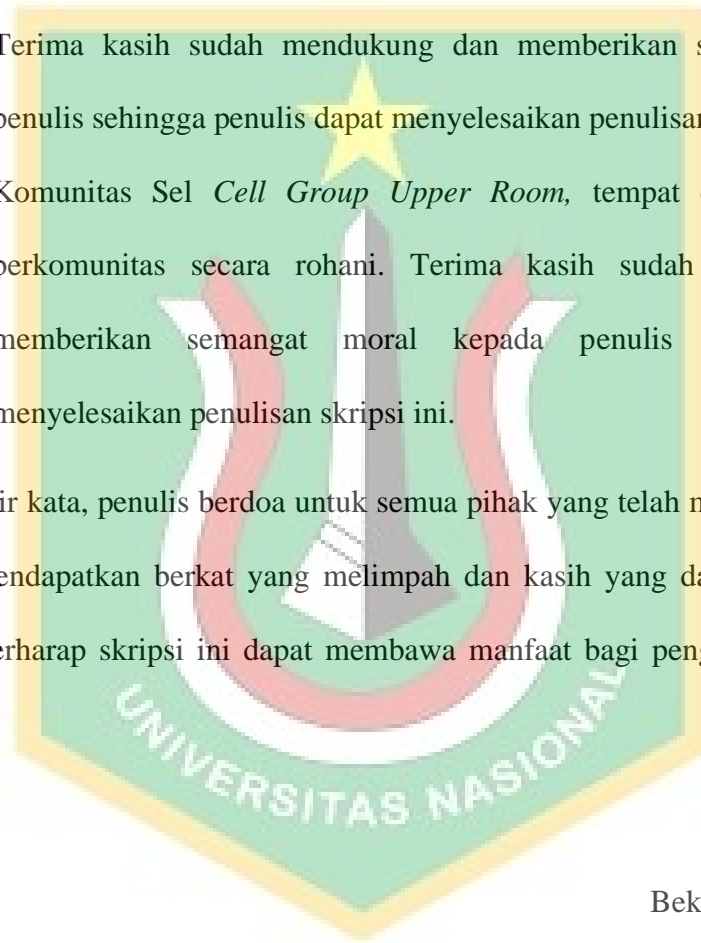 Terima kasih sudah mendukung dan memberikan s
penulis sehingga penulis dapat menyelesaikan penulisan
Komunitas Sel Cell Group Upper Room, tempat
berkomunitas secara rohani. Terima kasih sudah
memberikan semangat moral kepada penulis
menyelesaikan penulisan skripsi ini.
ir kata, penulis berdoa untuk semua pihak yang telah m
endapatkan berkat yang melimpah dan kasih yang da
erharap skripsi ini dapat membawa manfaat bagi peng
UNIVERSITAS NASIONAL
Bek